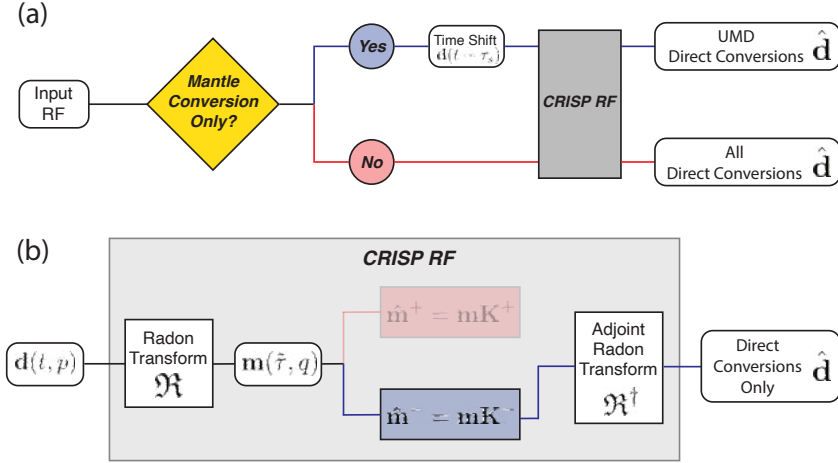 (a)
Input
RF
Mantle
Conversion
Only?
Yes
Time Shift
d(t − τₛ)
CRISP RF
UMD
Direct Conversions d̂
No
All
Direct Conversions d̂
(b)
CRISP RF
d(t, p)
Radon
Transform
ℜ
m(τ̃, q)
m̂⁺ = mK⁺
m̂⁻ = mK⁻
Adjoint
Radon
Transform
ℜ†
Direct
Conversions
Only d̂